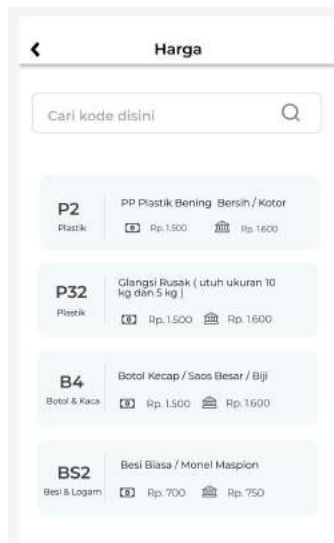 Harga
Cari kode disini
P2
Plastik
PP Plastik Bening Bersih / Kotor
Rp. 1.500 Rp. 1.600
P32
Plastik
Glangsi Rusak ( utuh ukuran 10
kg dan 5 kg )
Rp. 1.500 Rp. 1.600
B4
Botol & Kaca
Botol Kecap / Saos Besar / Biji
Rp. 1.500 Rp. 1.600
BS2
Besi & Logam
Besi Biasa / Monel Maspion
Rp. 700 Rp. 750